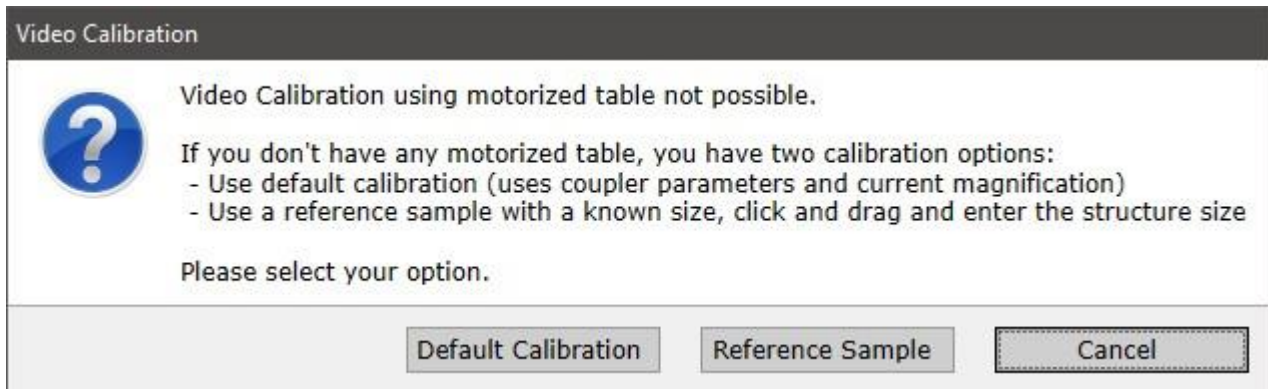 Video Calibration
Video Calibration using motorized table not possible.
If you don't have any motorized table, you have two calibration options:
- Use default calibration (uses coupler parameters and current magnification)
- Use a reference sample with a known size, click and drag and enter the structure size
Please select your option.
Default Calibration Reference Sample Cancel